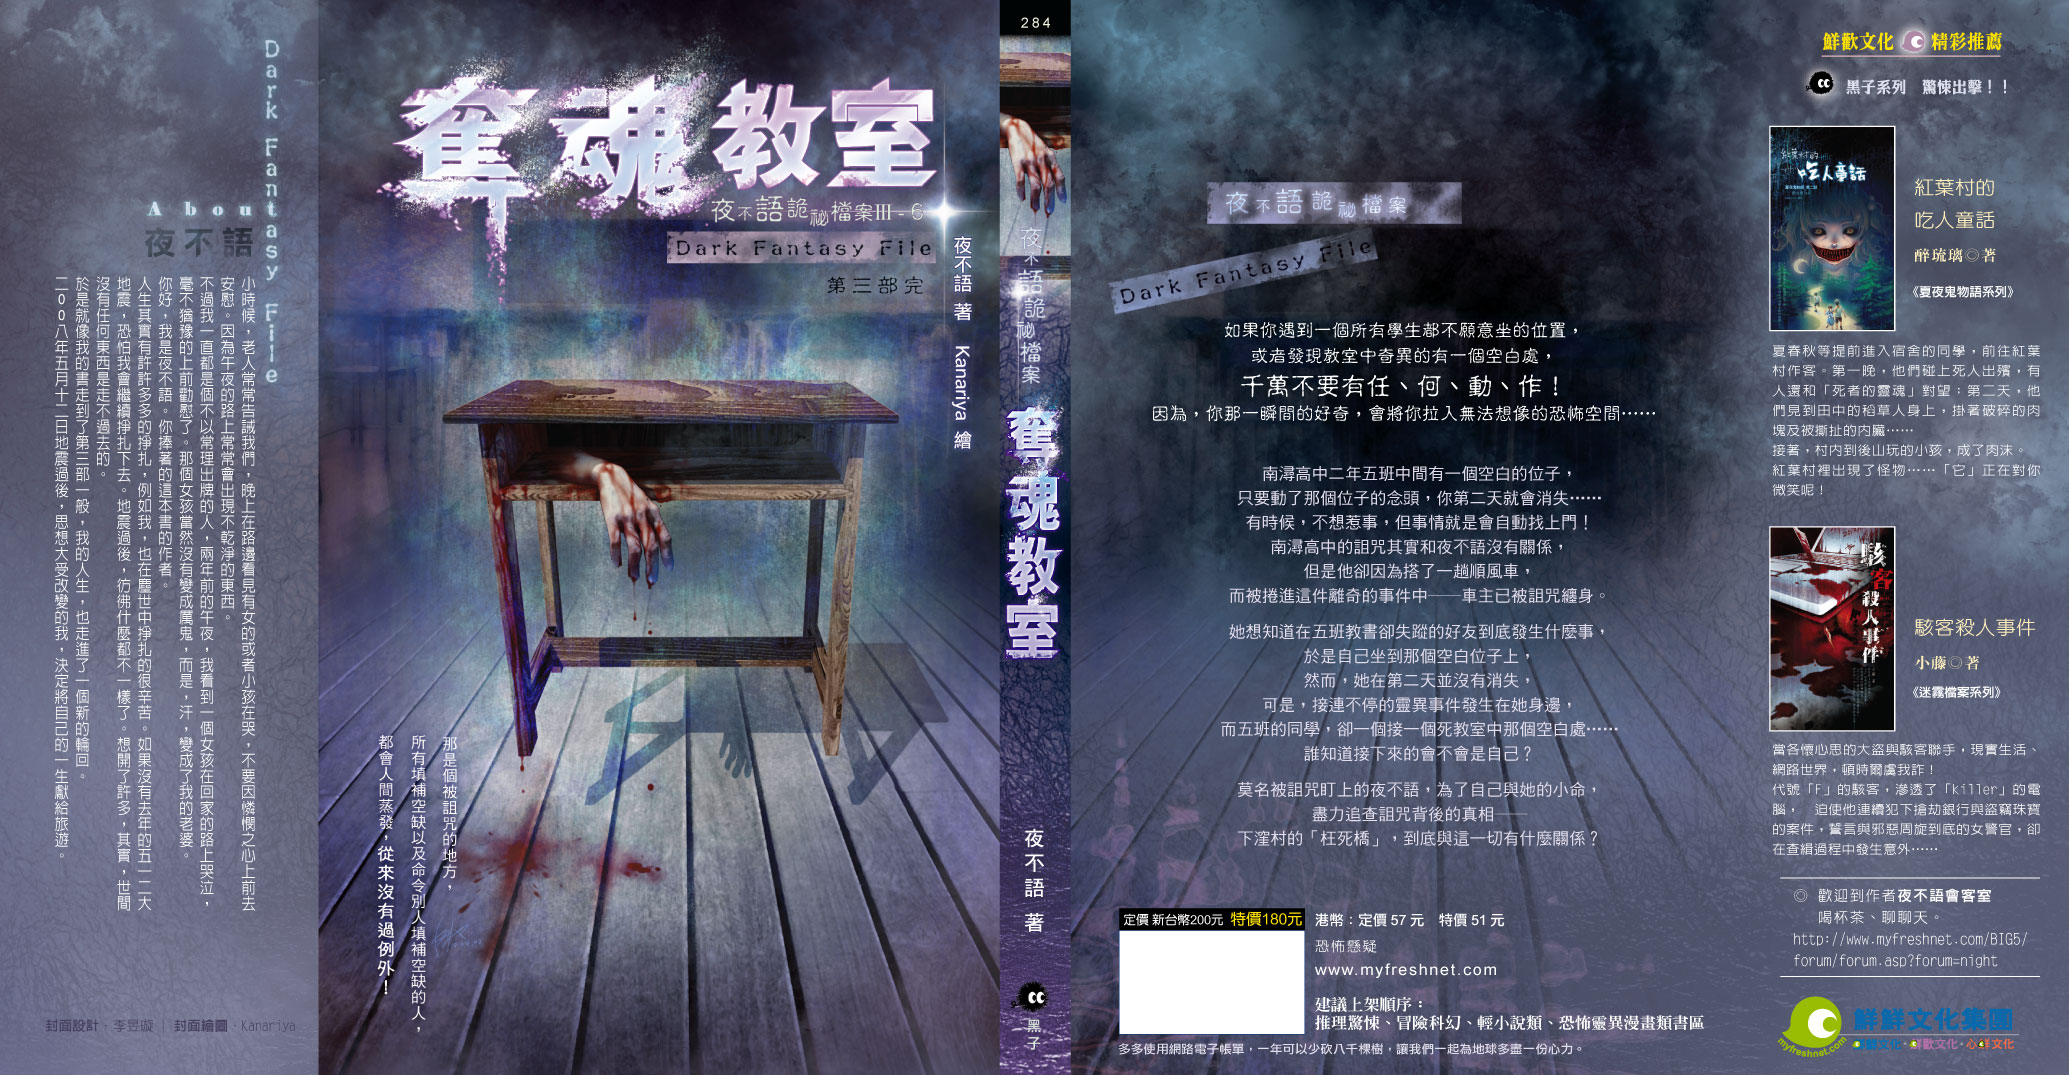 Dark Fantasy File
About
夜不語
小時候，老人常常告誡我們，晚上在路邊看見有女的或者小孩在哭，不要因憐憫之心上前去
安慰。因為午夜的路上常常會出現不乾淨的東西。
不過我一直都是個不以常理出牌的人，兩年前的午夜，我看到一個女孩在回家的路上哭泣，
毫不猶豫的上前勸慰了。那個女孩當然沒有變成厲鬼，而是，汗，變成了我的老婆。
你好，我是夜不語。你捧著的這本書的作者。
人生其實有許許多多的掙扎，例如我，也在塵世中掙扎的很辛苦。如果沒有去年的五一二大
地震，恐怕我會繼續掙扎下去。地震過後，彷彿什麼都不一樣了。想開了許多，其實，世間
沒有任何東西是走不過去的。
於是就像我的書走到了第三部一般，我的人生，也走進了一個新的輪回。
二００八年五月十二日地震過後，思想大受改變的我，決定將自己的一生獻給旅遊。
封面設計·李昱璇｜封面繪圖·Kanariya
奪魂教室
夜不語詭祕檔案III-6
Dark Fantasy File
第三部完
夜不語 著 Kanariya 繪
那是個被詛咒的地方，
所有填補空缺以及命令別人填補空缺的人，
都會人間蒸發，從來沒有過例外！
284
夜不語詭祕檔案
奪魂教室
夜不語 著
黑子
夜不語詭祕檔案
Dark Fantasy File
如果你遇到一個所有學生都不願意坐的位置，
或者發現教室中奇異的有一個空白處，
千萬不要有任、何、動、作！
因為，你那一瞬間的好奇，會將你拉入無法想像的恐怖空間……
南潯高中二年五班中間有一個空白的位子，
只要動了那個位子的念頭，你第二天就會消失……
有時候，不想惹事，但事情就是會自動找上門！
南潯高中的詛咒其實和夜不語沒有關係，
但是他卻因為搭了一趟順風車，
而被捲進這件離奇的事件中——車主已被詛咒纏身。
她想知道在五班教書卻失蹤的好友到底發生什麼事，
於是自己坐到那個空白位子上，
然而，她在第二天並沒有消失，
可是，接連不停的靈異事件發生在她身邊，
而五班的同學，卻一個接一個死教室中那個空白處……
誰知道接下來的會不會是自己？
莫名被詛咒盯上的夜不語，為了自己與她的小命，
盡力追查詛咒背後的真相——
下窪村的「枉死橋」，到底與這一切有什麼關係？
定價 新台幣200元 特價180元
港幣：定價 57 元 特價 51 元
恐怖懸疑
www.myfreshnet.com
建議上架順序：
推理驚悚、冒險科幻、輕小說類、恐怖靈異漫畫類書區
多多使用網路電子帳單，一年可以少砍八千棵樹，讓我們一起為地球多盡一份心力。
鮮歡文化 精彩推薦
黑子系列 驚悚出擊！！
紅葉村的
吃人童話
紅葉村的
吃人童話
醉琉璃◎著
《夏夜鬼物語系列》
夏春秋等提前進入宿舍的同學，前往紅葉
村作客。第一晚，他們碰上死人出殯，有
人還和「死者的靈魂」對望；第二天，他
們見到田中的稻草人身上，掛著破碎的肉
塊及被撕扯的內臟……
接著，村內到後山玩的小孩，成了肉沫。
紅葉村裡出現了怪物……「它」正在對你
微笑呢！
駭客殺人事件
駭客殺人事件
小藤◎著
《迷霧檔案系列》
當各懷心思的大盜與駭客聯手，現實生活、
網路世界，頓時爾虞我詐！
代號「F」的駭客，滲透了「killer」的電
腦， 迫使他連續犯下搶劫銀行與盜竊珠寶
的案件，誓言與邪惡周旋到底的女警官，卻
在查緝過程中發生意外……
◎ 歡迎到作者夜不語會客室
喝杯茶、聊聊天。
http://www.myfreshnet.com/BIG5/
forum/forum.asp?forum=night
myfreshnet.com
鮮鮮文化集團
鮮鮮文化·鮮歡文化·心鮮文化